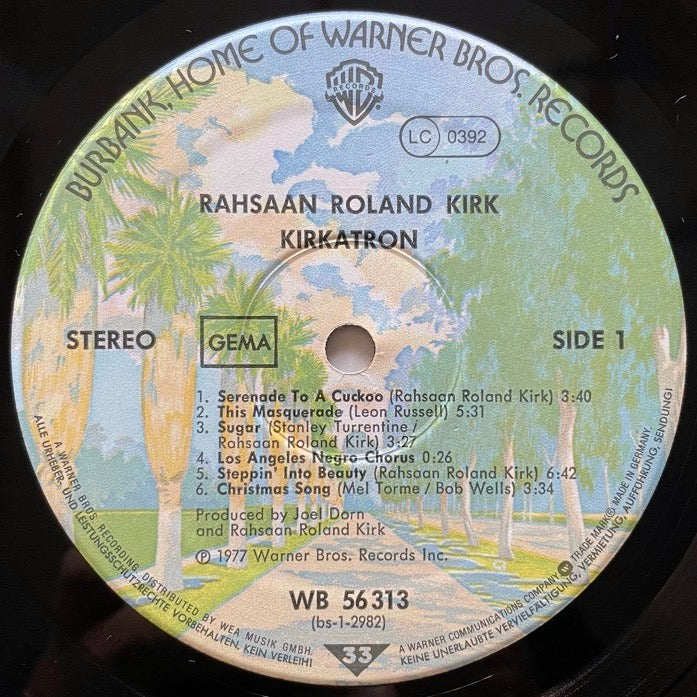 BURBANK, HOME OF WARNER BROS. RECORDS
WB
RECORDS
LC 0392
RAHSAAN ROLAND KIRK
KIRKATRON
STEREO
GEMA
SIDE 1
1. Serenade To A Cuckoo (Rahsaan Roland Kirk) 3:40
2. This Masquerade (Leon Russell) 5:31
3. Sugar (Stanley Turrentine /
Rahsaan Roland Kirk) 3:27
4. Los Angeles Negro Chorus 0:26
5. Steppin' Into Beauty (Rahsaan Roland Kirk) 6:42
6. Christmas Song (Mel Torme / Bob Wells) 3:34
Produced by Joel Dorn
and Rahsaan Roland Kirk
℗ 1977 Warner Bros. Records Inc.
WB 56 313
(bs-1-2982)
33
A WARNER BROS RECORDING, DISTRIBUTED BY WEA MUSIK GMBH.
ALLE URHEBER- UND LEISTUNGSSCHUTZRECHTE VORBEHALTEN. KEIN VERLEIH!
A WARNER COMMUNICATIONS COMPANY TRADE MARK® MADE IN GERMANY
KEINE UNERLAUBTE VERVIELFÄLTIGUNG, VERMIETUNG, AUFFÜHRUNG, SENDUNG!